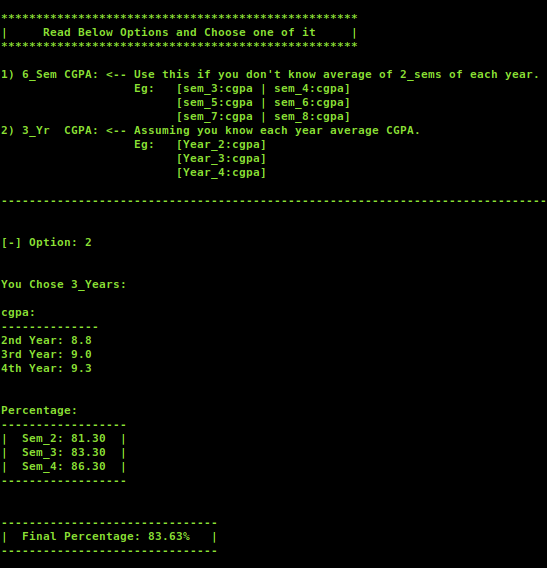 ***************************************************
|     Read Below Options and Choose one of it     |
***************************************************
1) 6_Sem CGPA: <-- Use this if you don't know average of 2_sems of each year.
                   Eg:   [sem_3:cgpa | sem_4:cgpa]
                         [sem_5:cgpa | sem_6:cgpa]
                         [sem_7:cgpa | sem_8:cgpa]
2) 3_Yr  CGPA: <-- Assuming you know each year average CGPA.
                   Eg:   [Year_2:cgpa]
                         [Year_3:cgpa]
                         [Year_4:cgpa]
------------------------------------------------------------------------------
[-] Option: 2
You Chose 3_Years:
cgpa:
--------------
2nd Year: 8.8
3rd Year: 9.0
4th Year: 9.3
Percentage:
------------------
|  Sem_2: 81.30  |
|  Sem_3: 83.30  |
|  Sem_4: 86.30  |
------------------
-------------------------------
|  Final Percentage: 83.63%   |
-------------------------------